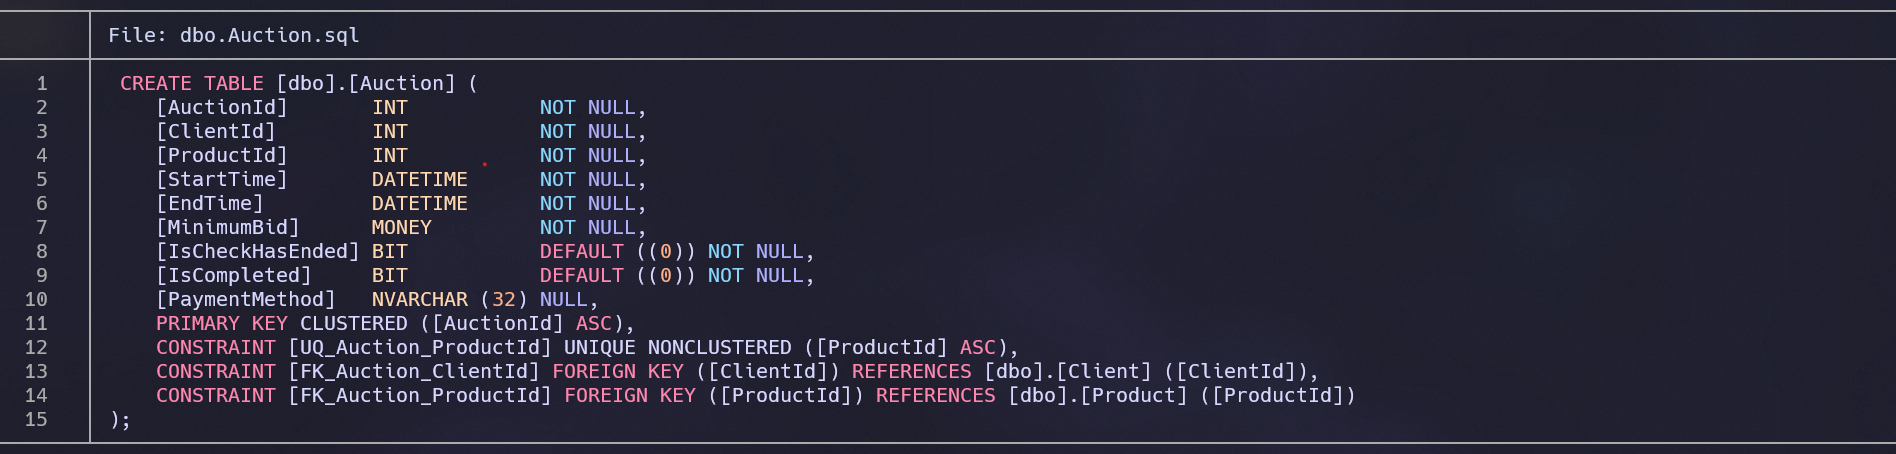 File: dbo.Auction.sql
1 CREATE TABLE [dbo].[Auction] (
2 [AuctionId] INT NOT NULL,
3 [ClientId] INT NOT NULL,
4 [ProductId] INT NOT NULL,
5 [StartTime] DATETIME NOT NULL,
6 [EndTime] DATETIME NOT NULL,
7 [MinimumBid] MONEY NOT NULL,
8 [IsCheckHasEnded] BIT DEFAULT ((0)) NOT NULL,
9 [IsCompleted] BIT DEFAULT ((0)) NOT NULL,
10 [PaymentMethod] NVARCHAR (32) NULL,
11 PRIMARY KEY CLUSTERED ([AuctionId] ASC),
12 CONSTRAINT [UQ_Auction_ProductId] UNIQUE NONCLUSTERED ([ProductId] ASC),
13 CONSTRAINT [FK_Auction_ClientId] FOREIGN KEY ([ClientId]) REFERENCES [dbo].[Client] ([ClientId]),
14 CONSTRAINT [FK_Auction_ProductId] FOREIGN KEY ([ProductId]) REFERENCES [dbo].[Product] ([ProductId])
15 );